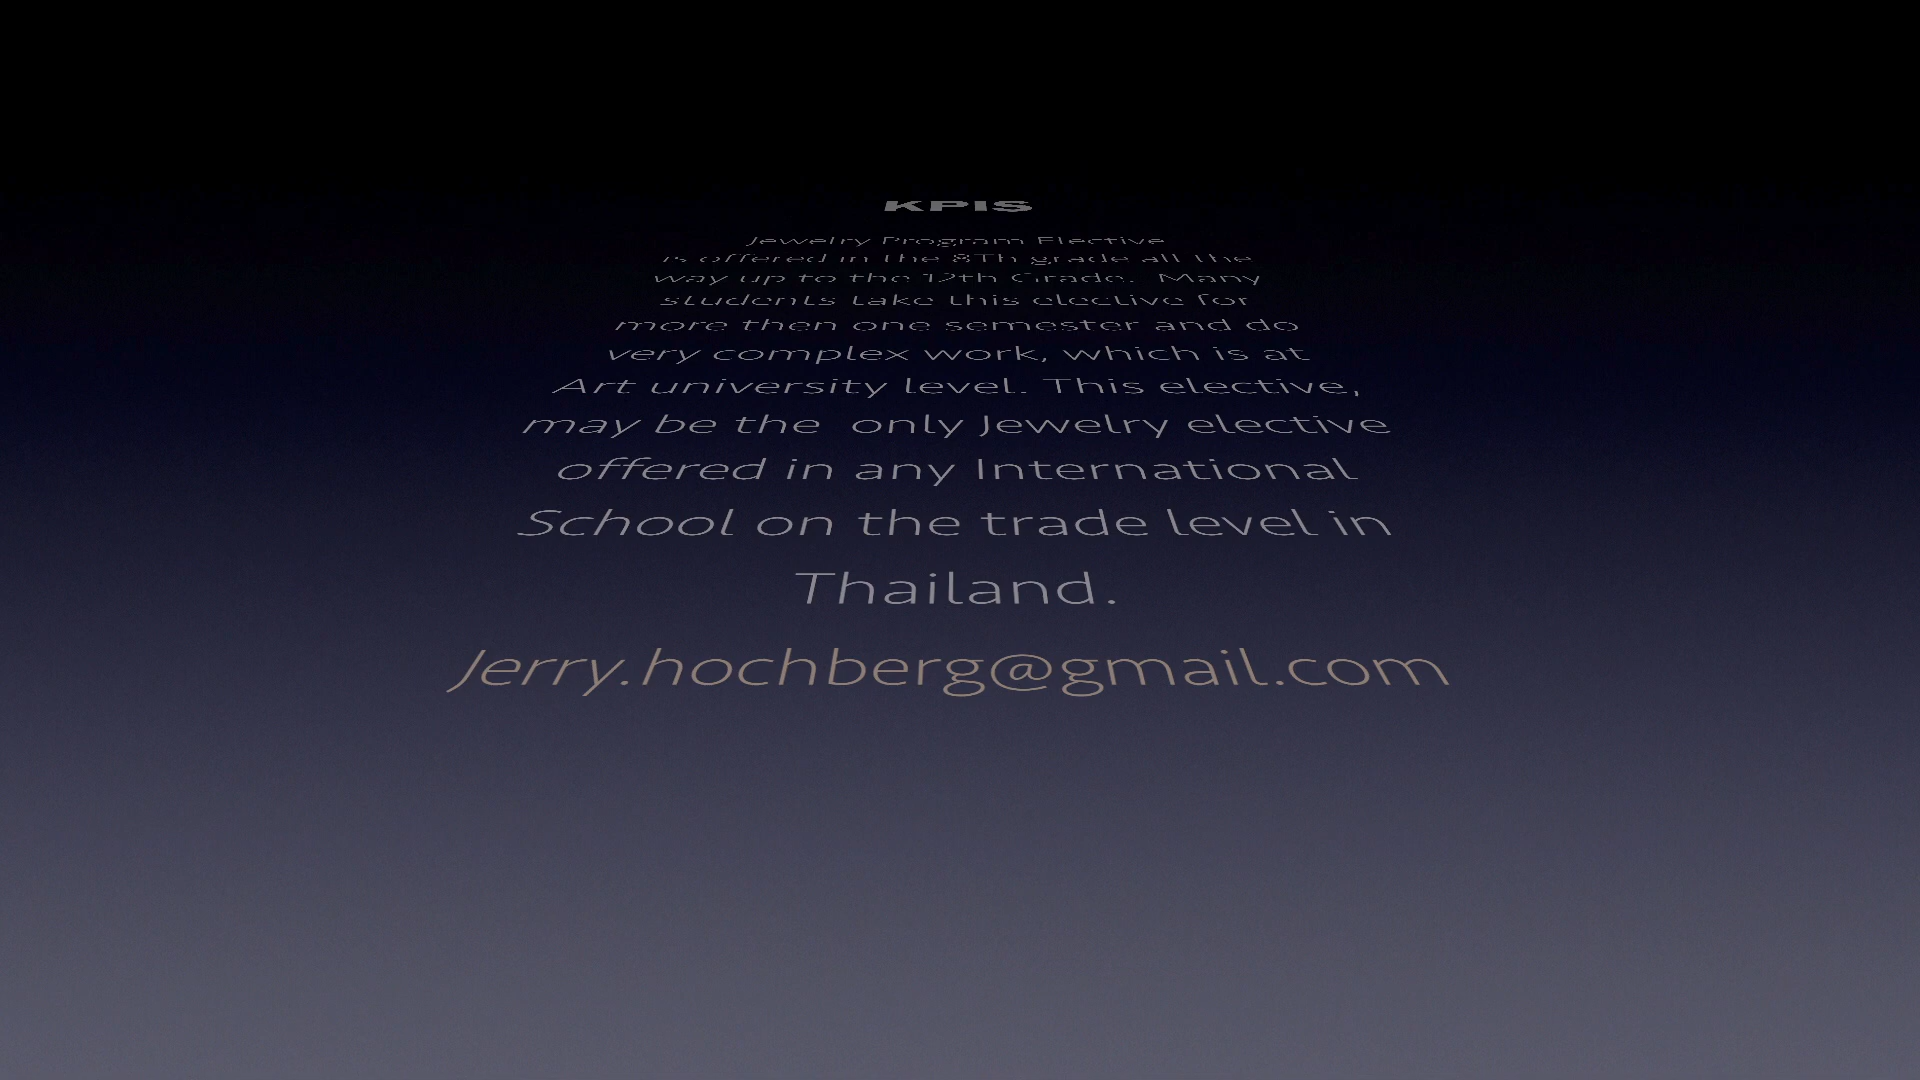 KPIS
Jewelry Program Elective
is offered in the 8Th grade all the
way up to the 12th Grade.  Many
students take this elective for
more then one semester and do
very complex work, which is at
Art university level. This elective,
may be the  only Jewelry elective
offered in any International
School on the trade level in
Thailand.
Jerry.hochberg@gmail.com